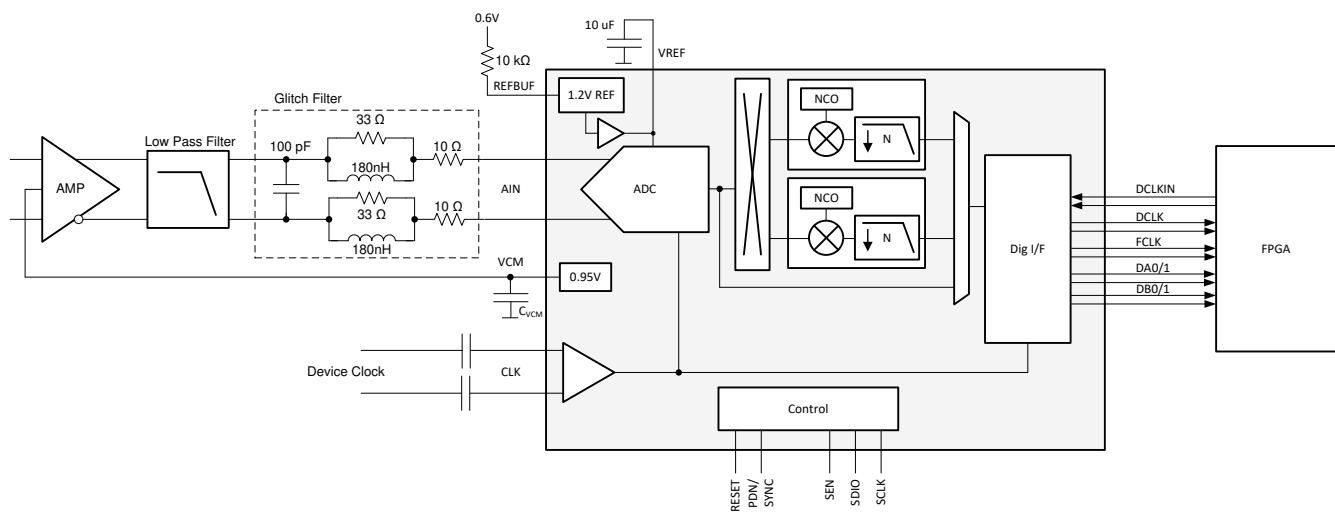 0.6V
10 uF
10 kΩ
VREF
REFBUF
1.2V REF
NCO
Glitch Filter
33 Ω
Low Pass Filter
100 pF
10 Ω
N
180nH
AMP
AIN
ADC
NCO
DCLKIN
10 Ω
33 Ω
DCLK
N
FCLK
FPGA
180nH
Dig I/F
VCM
DA0/1
0.95V
DB0/1
CVCM
Device Clock
CLK
Control
RESET
PDN/
SYNC
SEN
SDIO
SCLK